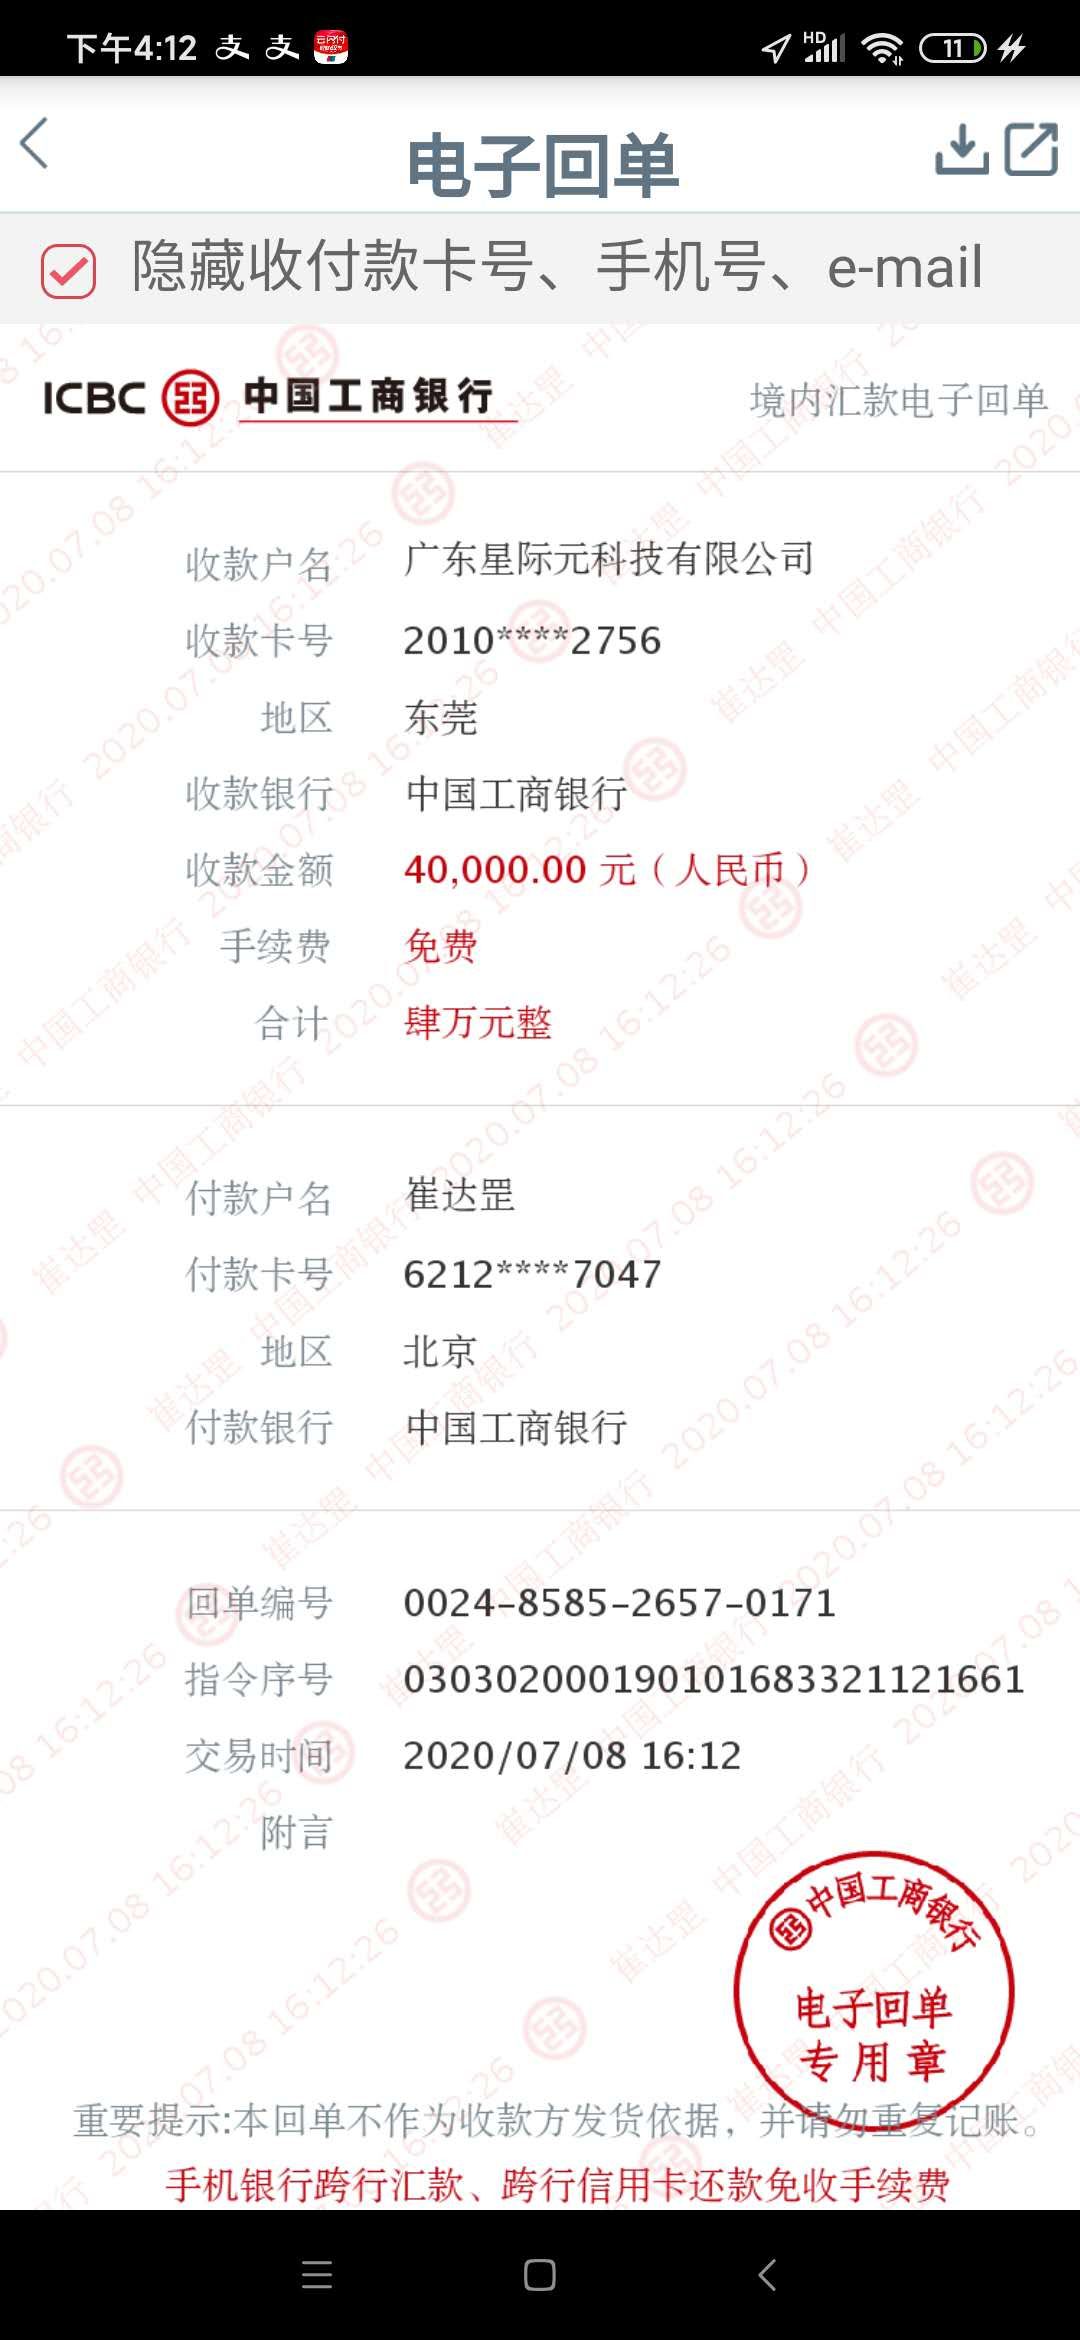 下午4:12 支 支 云闪付 HD 11
电子回单
隐藏收付款卡号、手机号、e-mail
ICBC 中国工商银行 境内汇款电子回单
收款户名 广东星际元科技有限公司
收款卡号 2010****2756
地区 东莞
收款银行 中国工商银行
收款金额 40,000.00 元（人民币）
手续费 免费
合计 肆万元整
付款户名 崔达罡
付款卡号 6212****7047
地区 北京
付款银行 中国工商银行
回单编号 0024-8585-2657-0171
指令序号 030302000190101683321121661
交易时间 2020/07/08 16:12
附言
中国工商银行
电子回单
专用章
重要提示:本回单不作为收款方发货依据，并请勿重复记账。
手机银行跨行汇款、跨行信用卡还款免收手续费
崔达罡 中国工商银行 2020.07.08 16:12:26